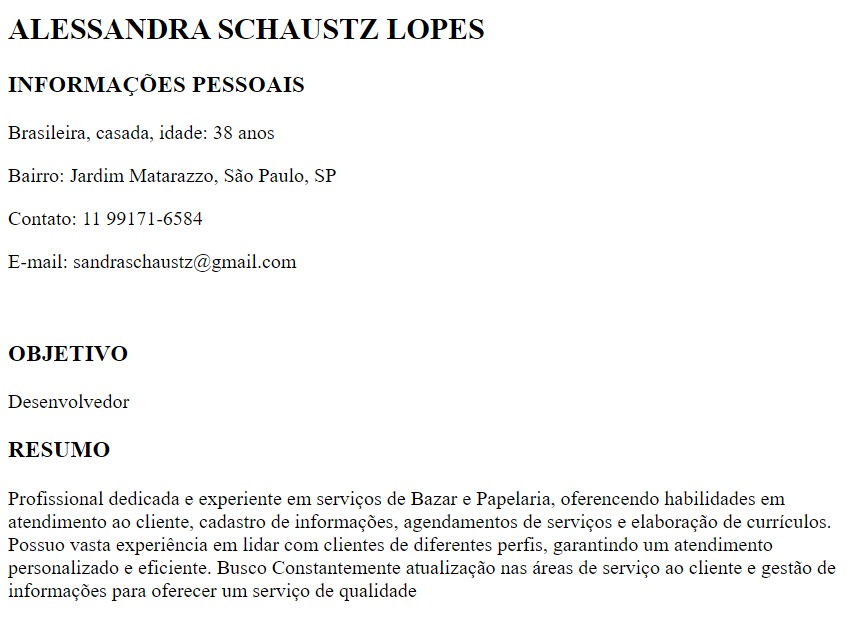 ALESSANDRA SCHAUSTZ LOPES
INFORMAÇÕES PESSOAIS
Brasileira, casada, idade: 38 anos
Bairro: Jardim Matarazzo, São Paulo, SP
Contato: 11 99171-6584
E-mail: sandraschaustz@gmail.com
OBJETIVO
Desenvolvedor
RESUMO
Profissional dedicada e experiente em serviços de Bazar e Papelaria, oferencendo habilidades em
atendimento ao cliente, cadastro de informações, agendamentos de serviços e elaboração de currículos.
Possuo vasta experiência em lidar com clientes de diferentes perfis, garantindo um atendimento
personalizado e eficiente. Busco Constantemente atualização nas áreas de serviço ao cliente e gestão de
informações para oferecer um serviço de qualidade